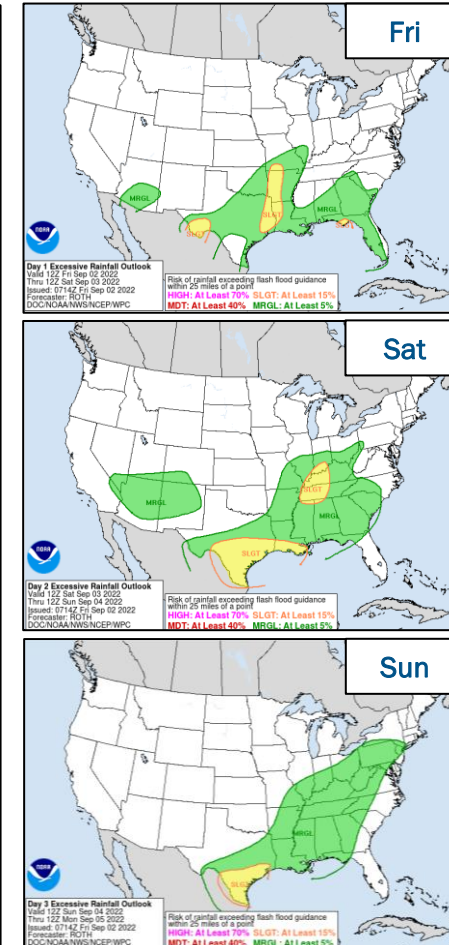 Fri
MRGL
SLGT
SLGT
MRGL
SLGT
NOAA
Day 1 Excessive Rainfall Outlook
Valid 12Z Fri Sep 02 2022
Thru 12Z Sat Sep 03 2022
Issued: 0714Z Fri Sep 02 2022
Forecaster: ROTH
DOC/NOAA/NWS/NCEP/WPC
Risk of rainfall exceeding flash flood guidance
within 25 miles of a point
HIGH: At Least 70% SLGT: At Least 15%
MDT: At Least 40% MRGL: At Least 5%
Sat
MRGL
SLGT
MRGL
SLGT
NOAA
Day 2 Excessive Rainfall Outlook
Valid 12Z Sat Sep 03 2022
Thru 12Z Sun Sep 04 2022
Issued: 0714Z Fri Sep 02 2022
Forecaster: ROTH
DOC/NOAA/NWS/NCEP/WPC
Risk of rainfall exceeding flash flood guidance
within 25 miles of a point
HIGH: At Least 70% SLGT: At Least 15%
MDT: At Least 40% MRGL: At Least 5%
Sun
MRGL
SLGT
NOAA
Day 3 Excessive Rainfall Outlook
Valid 12Z Sun Sep 04 2022
Thru 12Z Mon Sep 05 2022
Issued: 0714Z Fri Sep 02 2022
Forecaster: ROTH
DOC/NOAA/NWS/NCEP/WPC
Risk of rainfall exceeding flash flood guidance
within 25 miles of a point
HIGH: At Least 70% SLGT: At Least 15%
MDT: At Least 40% MRGL: At Least 5%